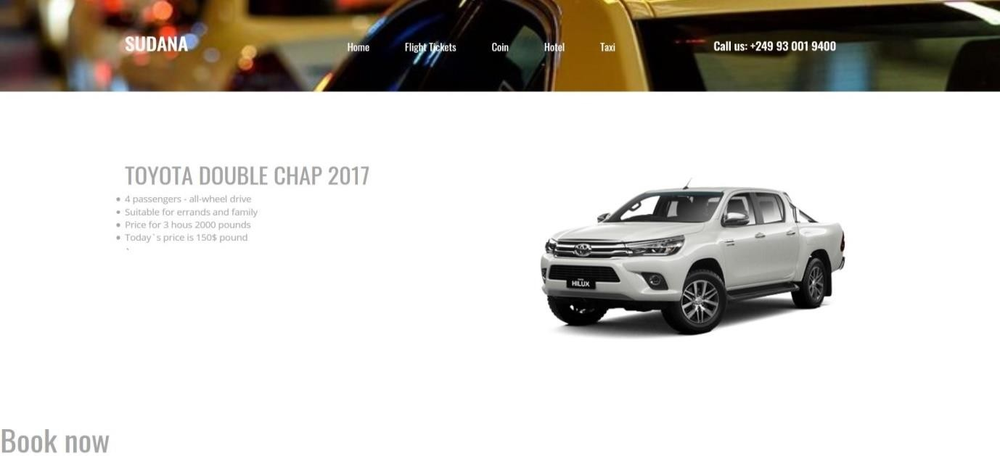 SUDANA
Home
Flight Tickets
Coin
Hotel
Taxi
Call us: +249 93 001 9400
TOYOTA DOUBLE CHAP 2017
4 passengers - all-wheel drive
Suitable for errands and family
Price for 3 hous 2000 pounds
Today`s price is 150$ pound
`
HILUX
Book now